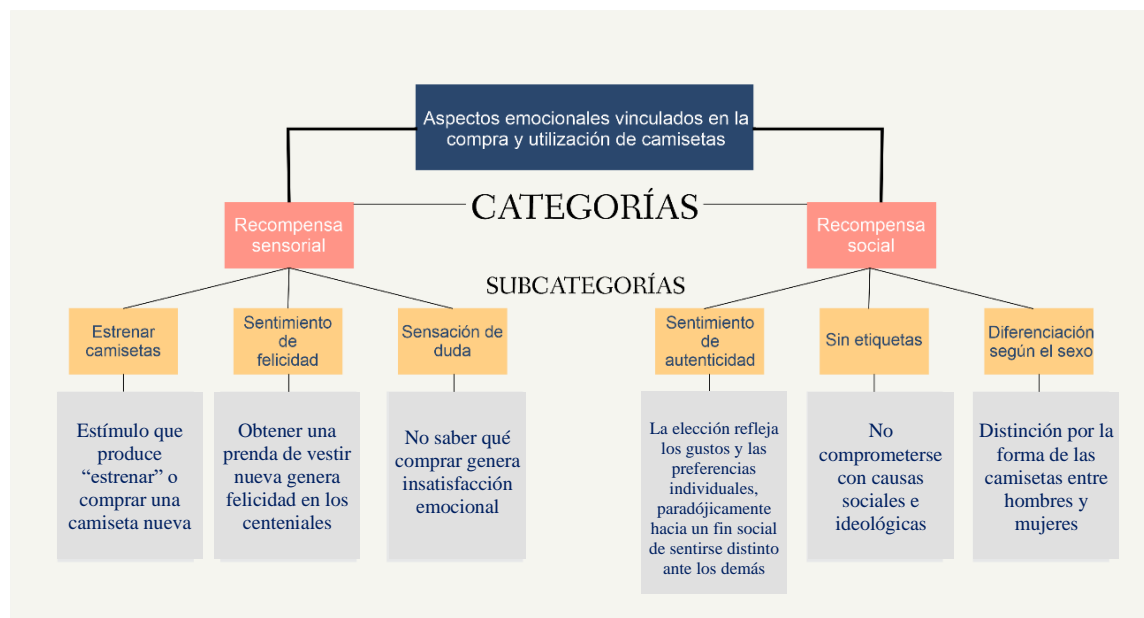 Aspectos emocionales vinculados en la
compra y utilización de camisetas
CATEGORÍAS
Recompensa
sensorial
Recompensa
social
SUBCATEGORÍAS
Estrenar
camisetas
Sentimiento
de
felicidad
Sensación de
duda
Sentimiento
de
autenticidad
Sin etiquetas
Diferenciación
según el sexo
Estímulo que
produce
“estrenar” o
comprar una
camiseta nueva
Obtener una
prenda de vestir
nueva genera
felicidad en los
centeniales
No saber qué
comprar genera
insatisfacción
emocional
La elección refleja
los gustos y las
preferencias
individuales,
paradójicamente
hacia un fin social
de sentirse distinto
ante los demás
No
comprometerse
con causas
sociales e
ideológicas
Distinción por la
forma de las
camisetas entre
hombres y
mujeres